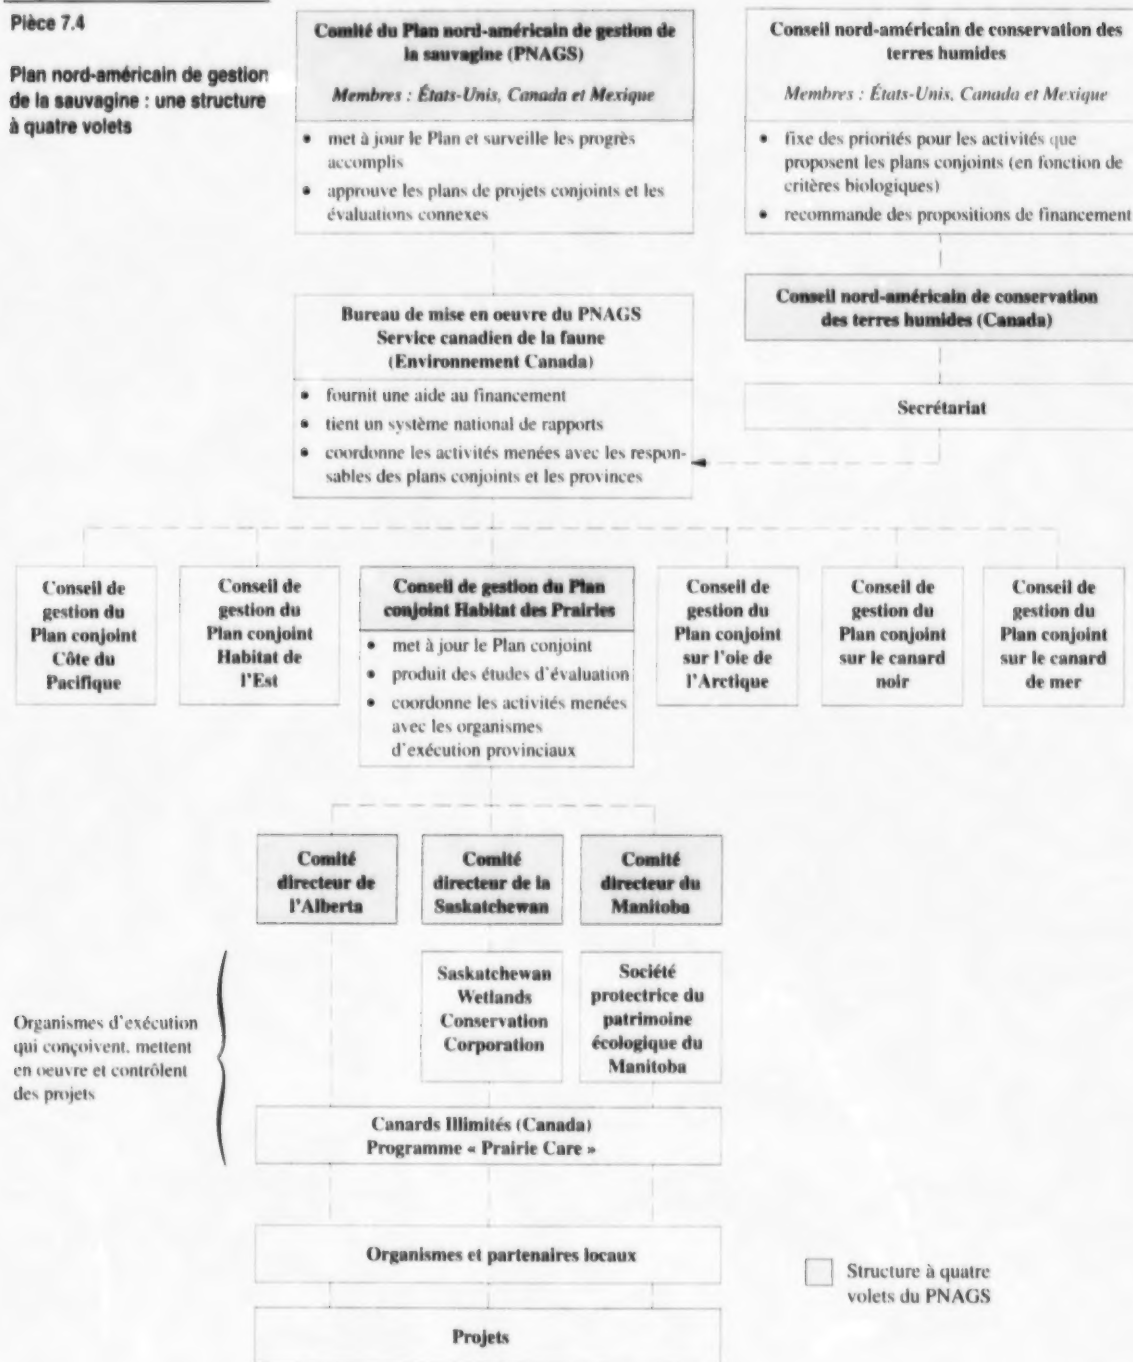 Pièce 7.4
Plan nord-américain de gestion
de la sauvagine : une structure
à quatre volets
Comité du Plan nord-américain de gestion de
la sauvagine (PNAGS)
Membres : États-Unis, Canada et Mexique
• met à jour le Plan et surveille les progrès
accomplis
• approuve les plans de projets conjoints et les
évaluations connexes
Conseil nord-américain de conservation des
terres humides
Membres : États-Unis, Canada et Mexique
• fixe des priorités pour les activités que
proposent les plans conjoints (en fonction de
critères biologiques)
• recommande des propositions de financement
Conseil nord-américain de conservation
des terres humides (Canada)
Secrétariat
Bureau de mise en oeuvre du PNAGS
Service canadien de la faune
(Environnement Canada)
• fournit une aide au financement
• tient un système national de rapports
• coordonne les activités menées avec les respon-
sables des plans conjoints et les provinces
Conseil de
gestion du
Plan conjoint
Côte du
Pacifique
Conseil de
gestion du
Plan conjoint
Habitat de
l'Est
Conseil de gestion du Plan
conjoint Habitat des Prairies
• met à jour le Plan conjoint
• produit des études d'évaluation
• coordonne les activités menées
avec les organismes
d'exécution provinciaux
Conseil de
gestion du
Plan conjoint
sur l'oie de
l'Arctique
Conseil de
gestion du
Plan conjoint
sur le canard
noir
Conseil de
gestion du
Plan conjoint
sur le canard
de mer
Comité
directeur de
l'Alberta
Comité
directeur de la
Saskatchewan
Comité
directeur du
Manitoba
Organismes d'exécution
qui conçoivent, mettent
en oeuvre et contrôlent
des projets
Saskatchewan
Wetlands
Conservation
Corporation
Société
protectrice du
patrimoine
écologique du
Manitoba
Canards Illimités (Canada)
Programme « Prairie Care »
Organismes et partenaires locaux
Projets
Structure à quatre
volets du PNAGS